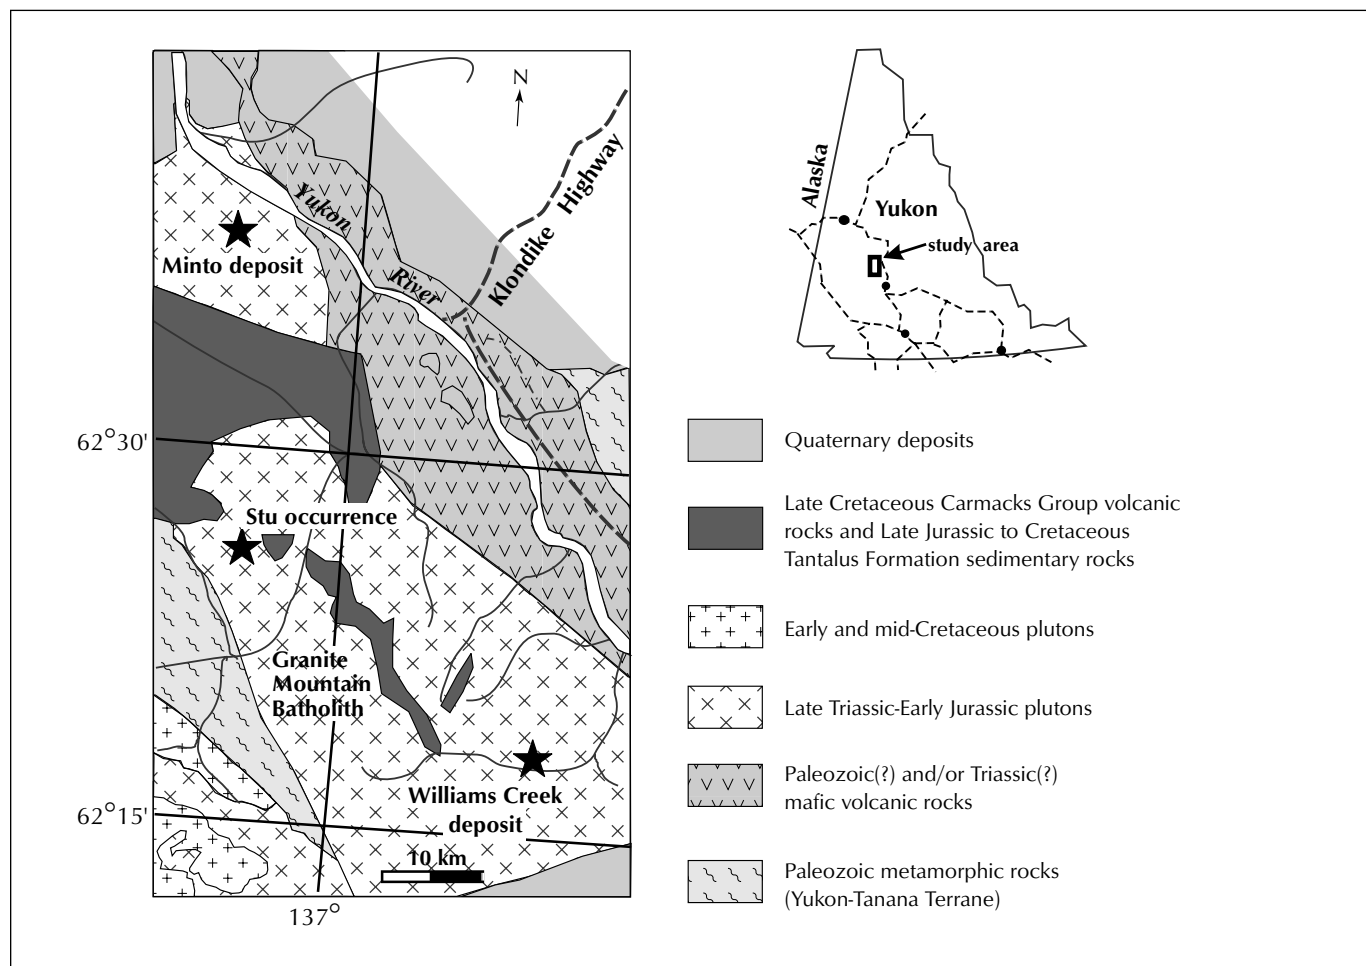 N
Yukon
River
Klondike Highway
Minto deposit
62°30'
Stu occurrence
Granite
Mountain
Batholith
Williams Creek
deposit
62°15'
10 km
137°
Alaska
Yukon
study area
Quaternary deposits
Late Cretaceous Carmacks Group volcanic
rocks and Late Jurassic to Cretaceous
Tantalus Formation sedimentary rocks
Early and mid-Cretaceous plutons
Late Triassic-Early Jurassic plutons
Paleozoic(?) and/or Triassic(?)
mafic volcanic rocks
Paleozoic metamorphic rocks
(Yukon-Tanana Terrane)